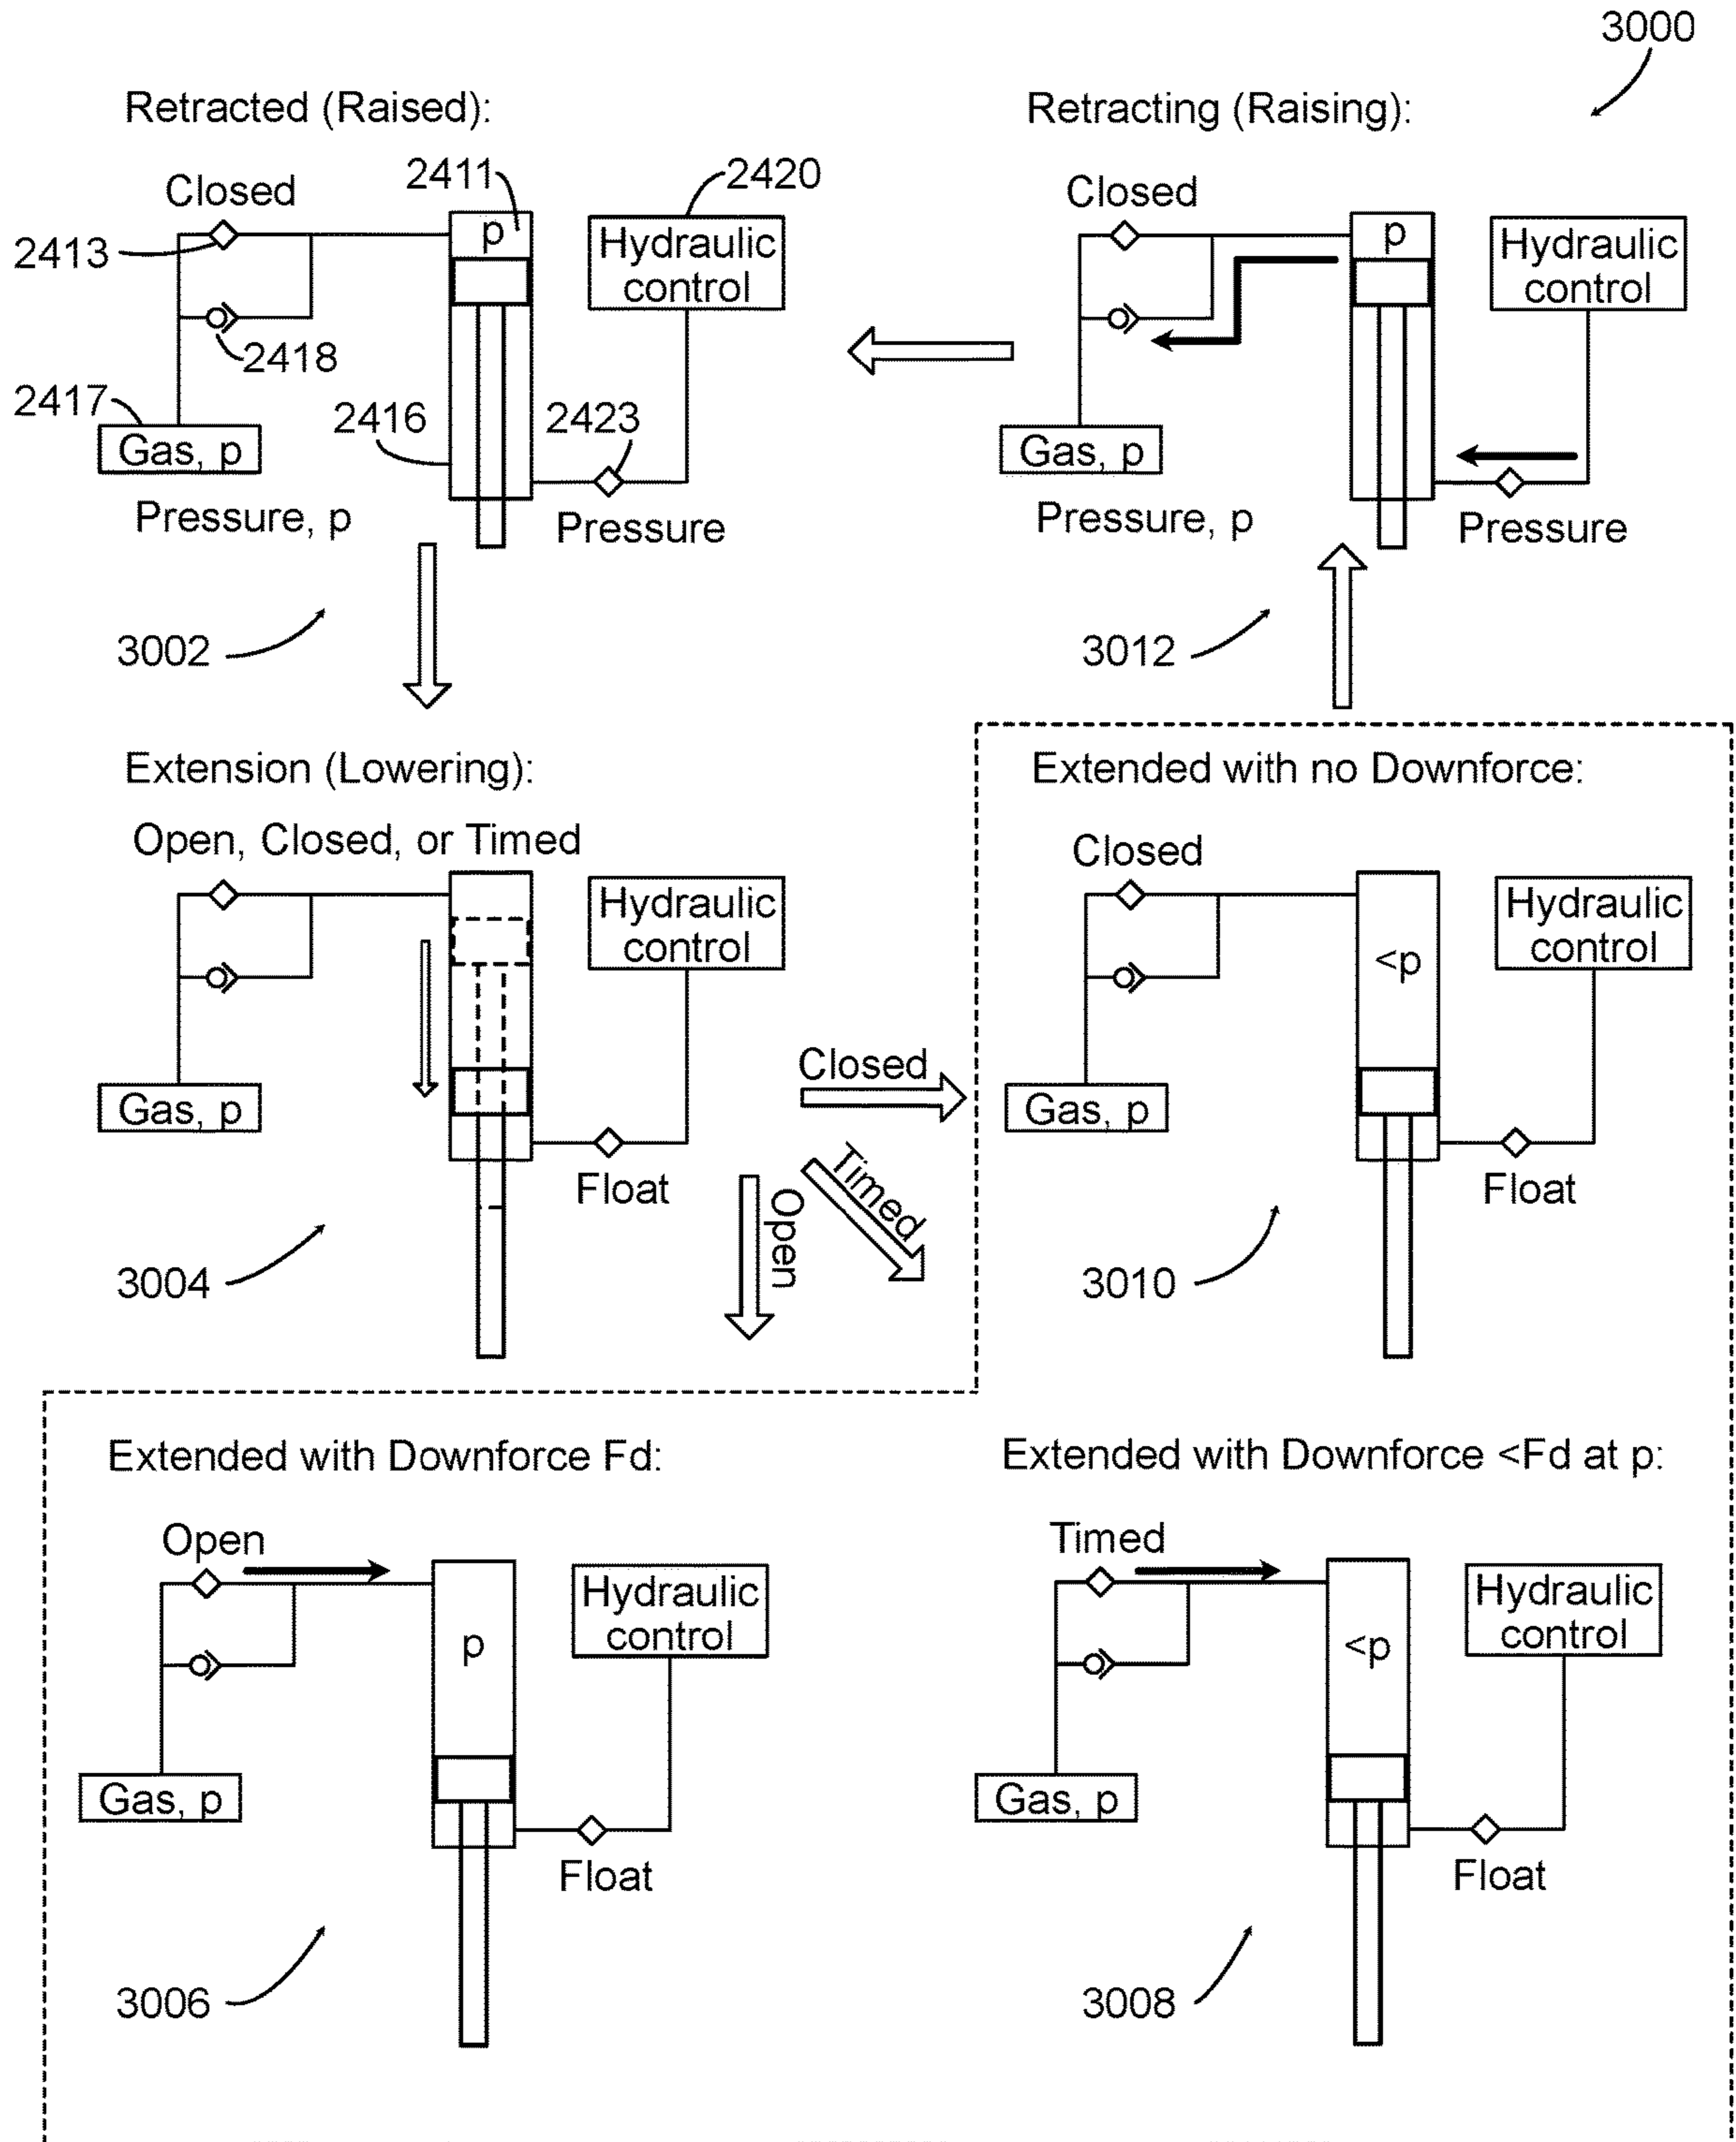 3000
Retracted (Raised):
Closed
2411
2420
2413
p
Hydraulic
control
2418
2417
2416
2423
Gas, p
Pressure, p
Pressure
3002
Retracting (Raising):
Closed
p
Hydraulic
control
Gas, p
Pressure, p
Pressure
3012
Extension (Lowering):
Open, Closed, or Timed
Hydraulic
control
Gas, p
Float
3004
Closed
Timed
Open
Extended with no Downforce:
Closed
<p
Hydraulic
control
Gas, p
Float
3010
Extended with Downforce Fd:
Open
p
Hydraulic
control
Gas, p
Float
3006
Extended with Downforce <Fd at p:
Timed
<p
Hydraulic
control
Gas, p
Float
3008